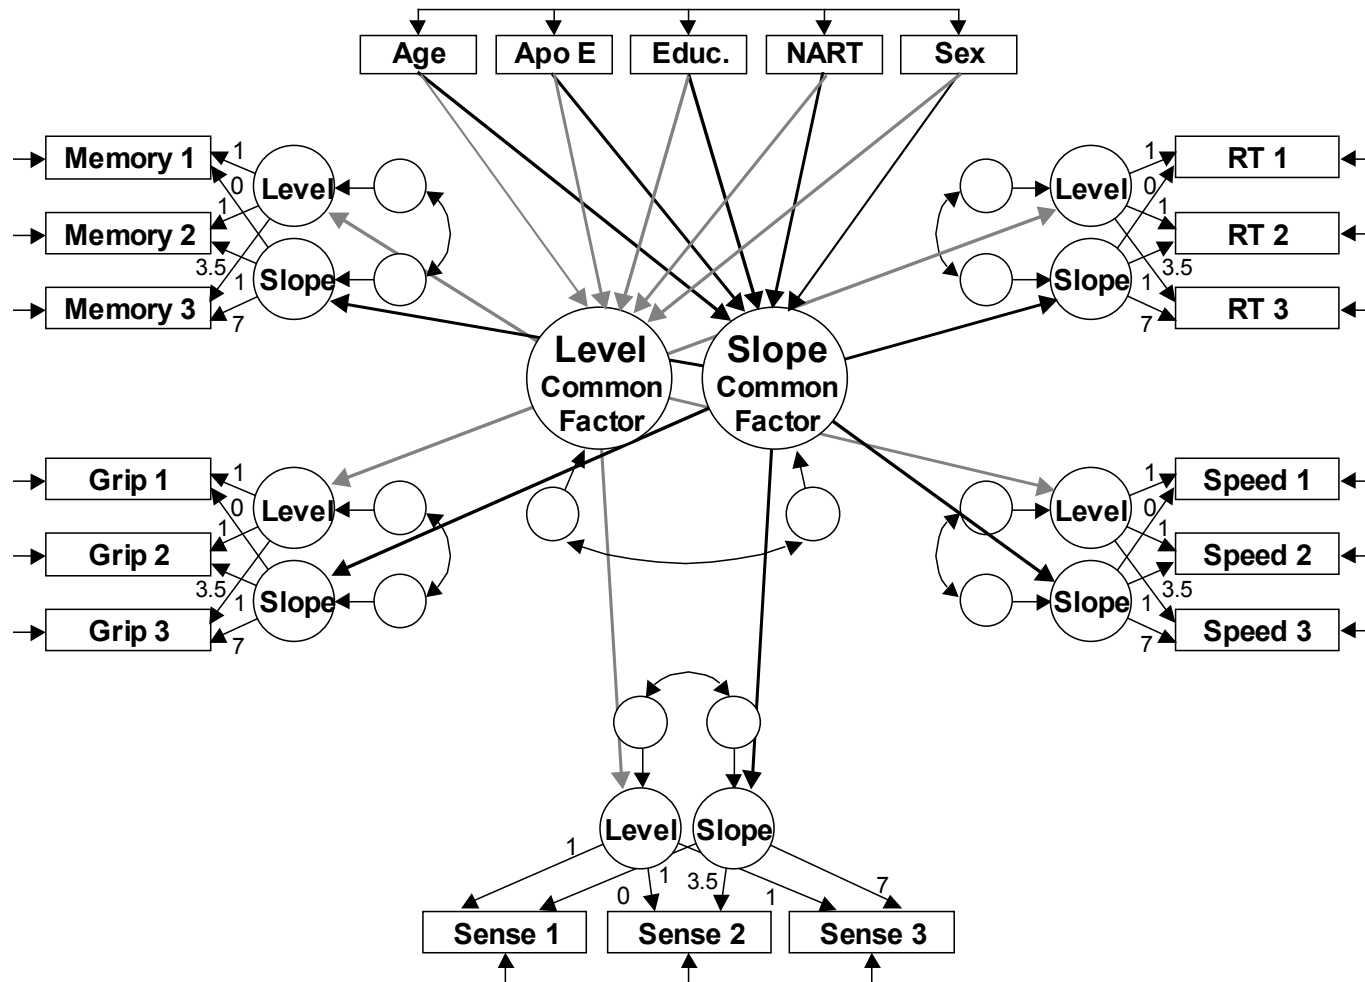 Age Apo E Educ. NART Sex
Memory 1
Memory 2
Memory 3
1
0
1
3.5
1
7
Level
Slope
RT 1
RT 2
RT 3
1
0
1
3.5
1
7
Level
Slope
Level
Common
Factor
Slope
Common
Factor
Grip 1
Grip 2
Grip 3
1
0
1
3.5
1
7
Level
Slope
Speed 1
Speed 2
Speed 3
1
0
1
3.5
1
7
Level
Slope
Level Slope
1 0 1 3.5 1 7
Sense 1 Sense 2 Sense 3